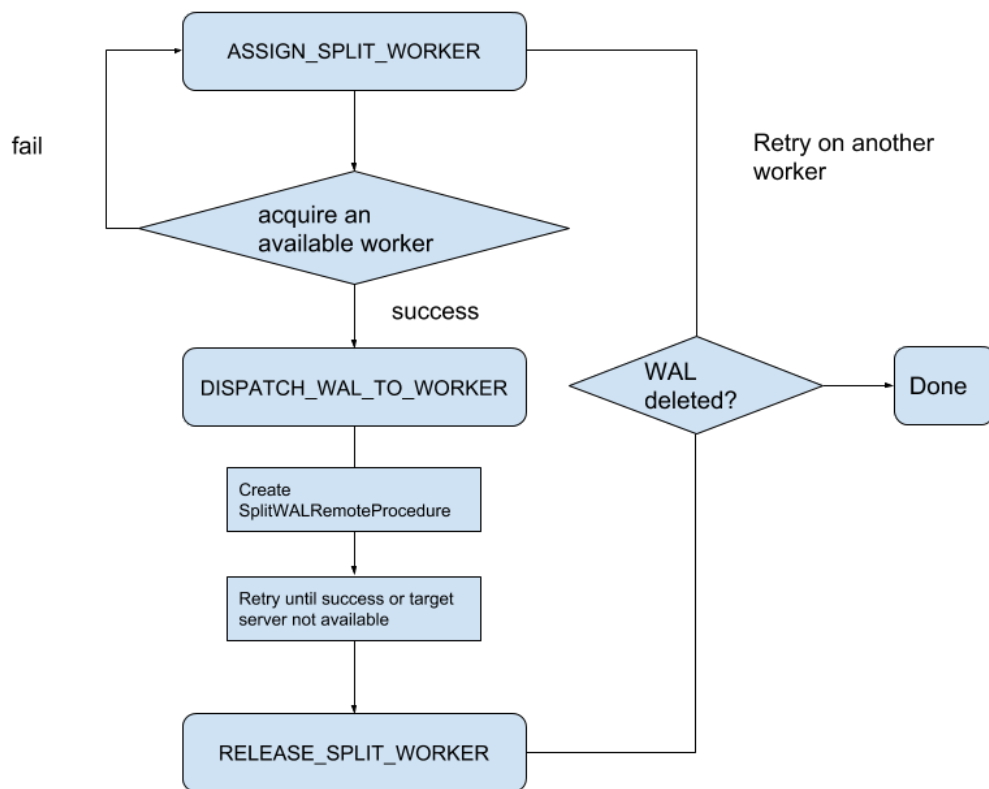 ASSIGN_SPLIT_WORKER
fail
Retry on another
worker
acquire an
available worker
success
DISPATCH_WAL_TO_WORKER
WAL
deleted?
Done
Create
SplitWALRemoteProcedure
Retry until success or target
server not available
RELEASE_SPLIT_WORKER